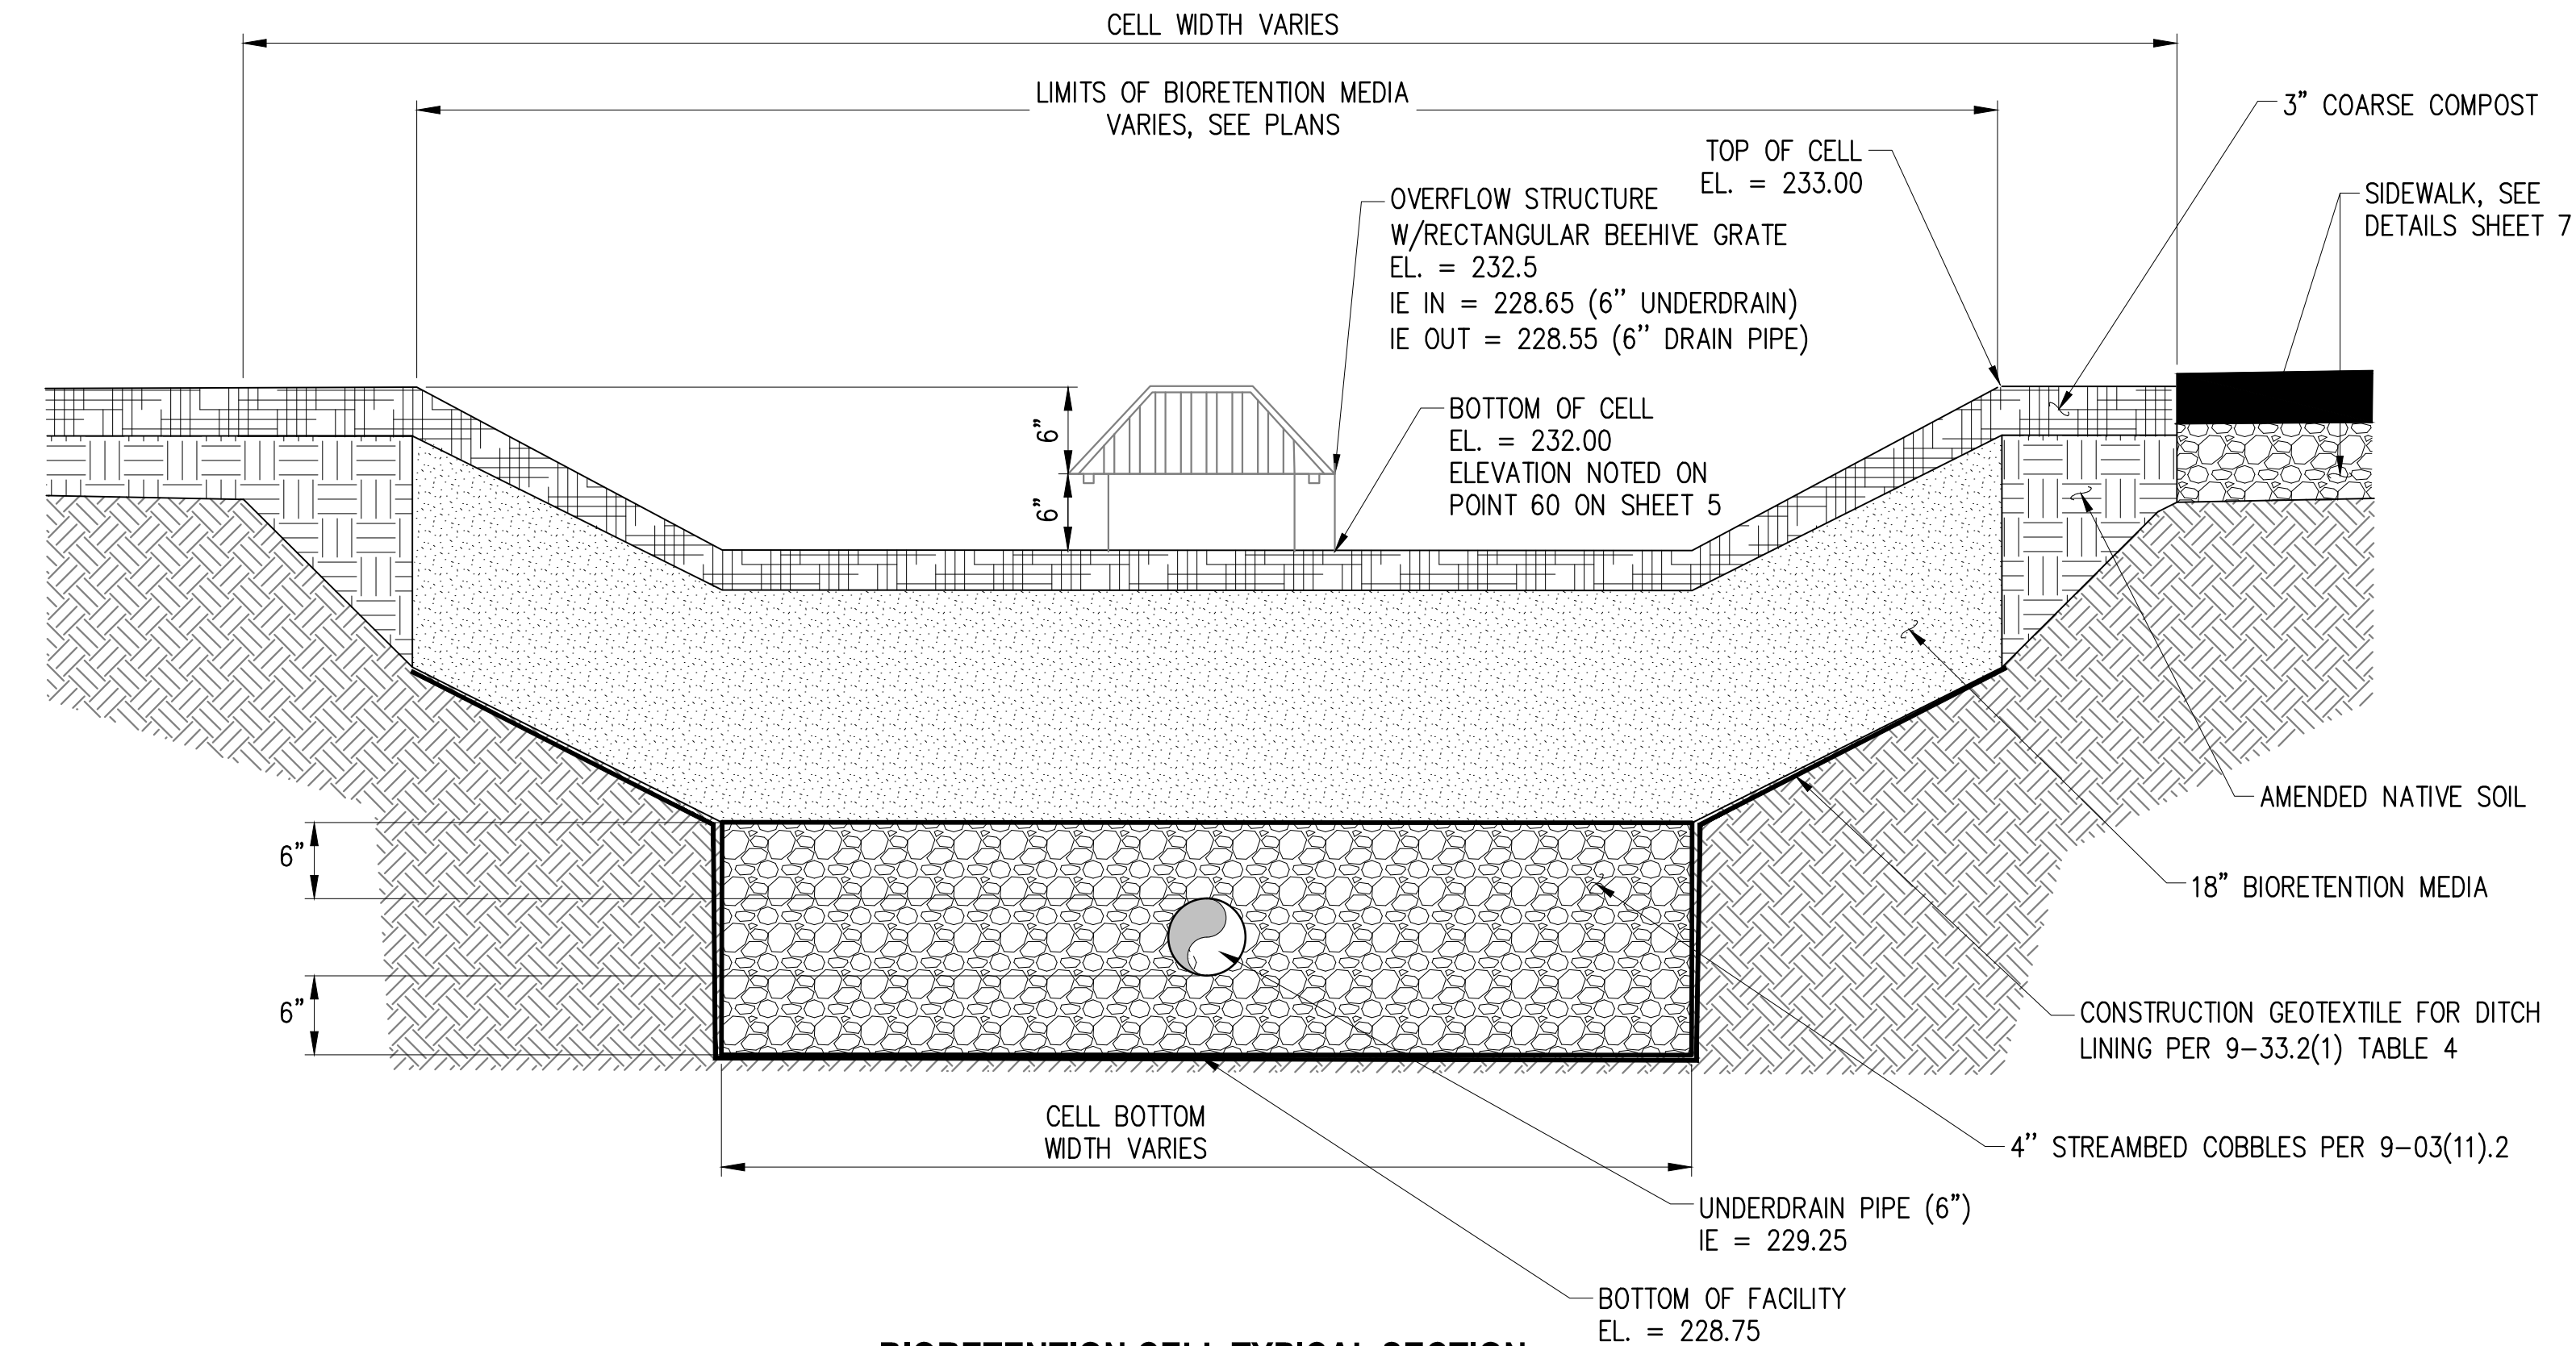 CELL WIDTH VARIES
LIMITS OF BIORETENTION MEDIA
VARIES, SEE PLANS
3” COARSE COMPOST
TOP OF CELL
EL. = 233.00
SIDEWALK, SEE
DETAILS SHEET 7
OVERFLOW STRUCTURE
W/RECTANGULAR BEEHIVE GRATE
EL. = 232.5
IE IN = 228.65 (6’’ UNDERDRAIN)
IE OUT = 228.55 (6’’ DRAIN PIPE)
6”
6”
BOTTOM OF CELL
EL. = 232.00
ELEVATION NOTED ON
POINT 60 ON SHEET 5
AMENDED NATIVE SOIL
6”
18” BIORETENTION MEDIA
6”
CONSTRUCTION GEOTEXTILE FOR DITCH
LINING PER 9-33.2(1) TABLE 4
CELL BOTTOM
WIDTH VARIES
4’’ STREAMBED COBBLES PER 9-03(11).2
UNDERDRAIN PIPE (6”)
IE = 229.25
BOTTOM OF FACILITY
EL. = 228.75
BIORETENTION CELL TYPICAL SECTION